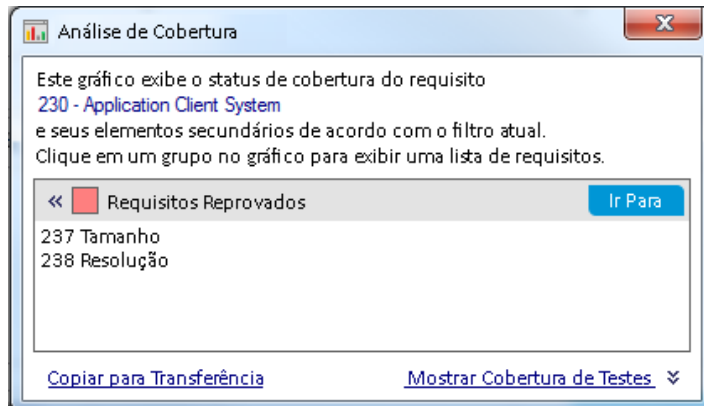 Análise de Cobertura
Este gráfico exibe o status de cobertura do requisito
230 - Application Client System
e seus elementos secundários de acordo com o filtro atual.
Clique em um grupo no gráfico para exibir uma lista de requisitos.
« Requisitos Reprovados Ir Para
237 Tamanho
238 Resolução
Copiar para Transferência Mostrar Cobertura de Testes